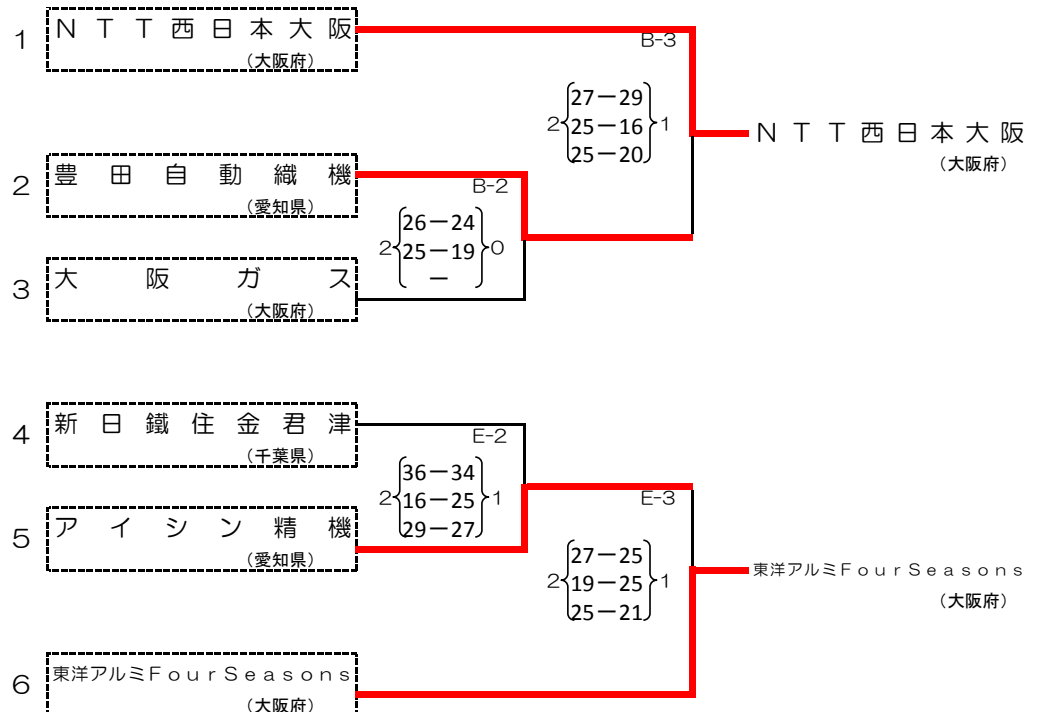 1 ＮＴＴ西日本大阪
（大阪府）
B-3
27－29
2 25－16 1
25－20
ＮＴＴ西日本大阪
（大阪府）
2 豊田自動織機
（愛知県）
B-2
26－24
2 25－19 0
－
3 大阪ガス
（大阪府）
4 新日鐵住金君津
（千葉県）
E-2
36－34
2 16－25 1
29－27
5 アイシン精機
（愛知県）
E-3
27－25
2 19－25 1
25－21
東洋アルミＦｏｕｒＳｅａｓｏｎｓ
（大阪府）
6 東洋アルミＦｏｕｒＳｅａｓｏｎｓ
（大阪府）